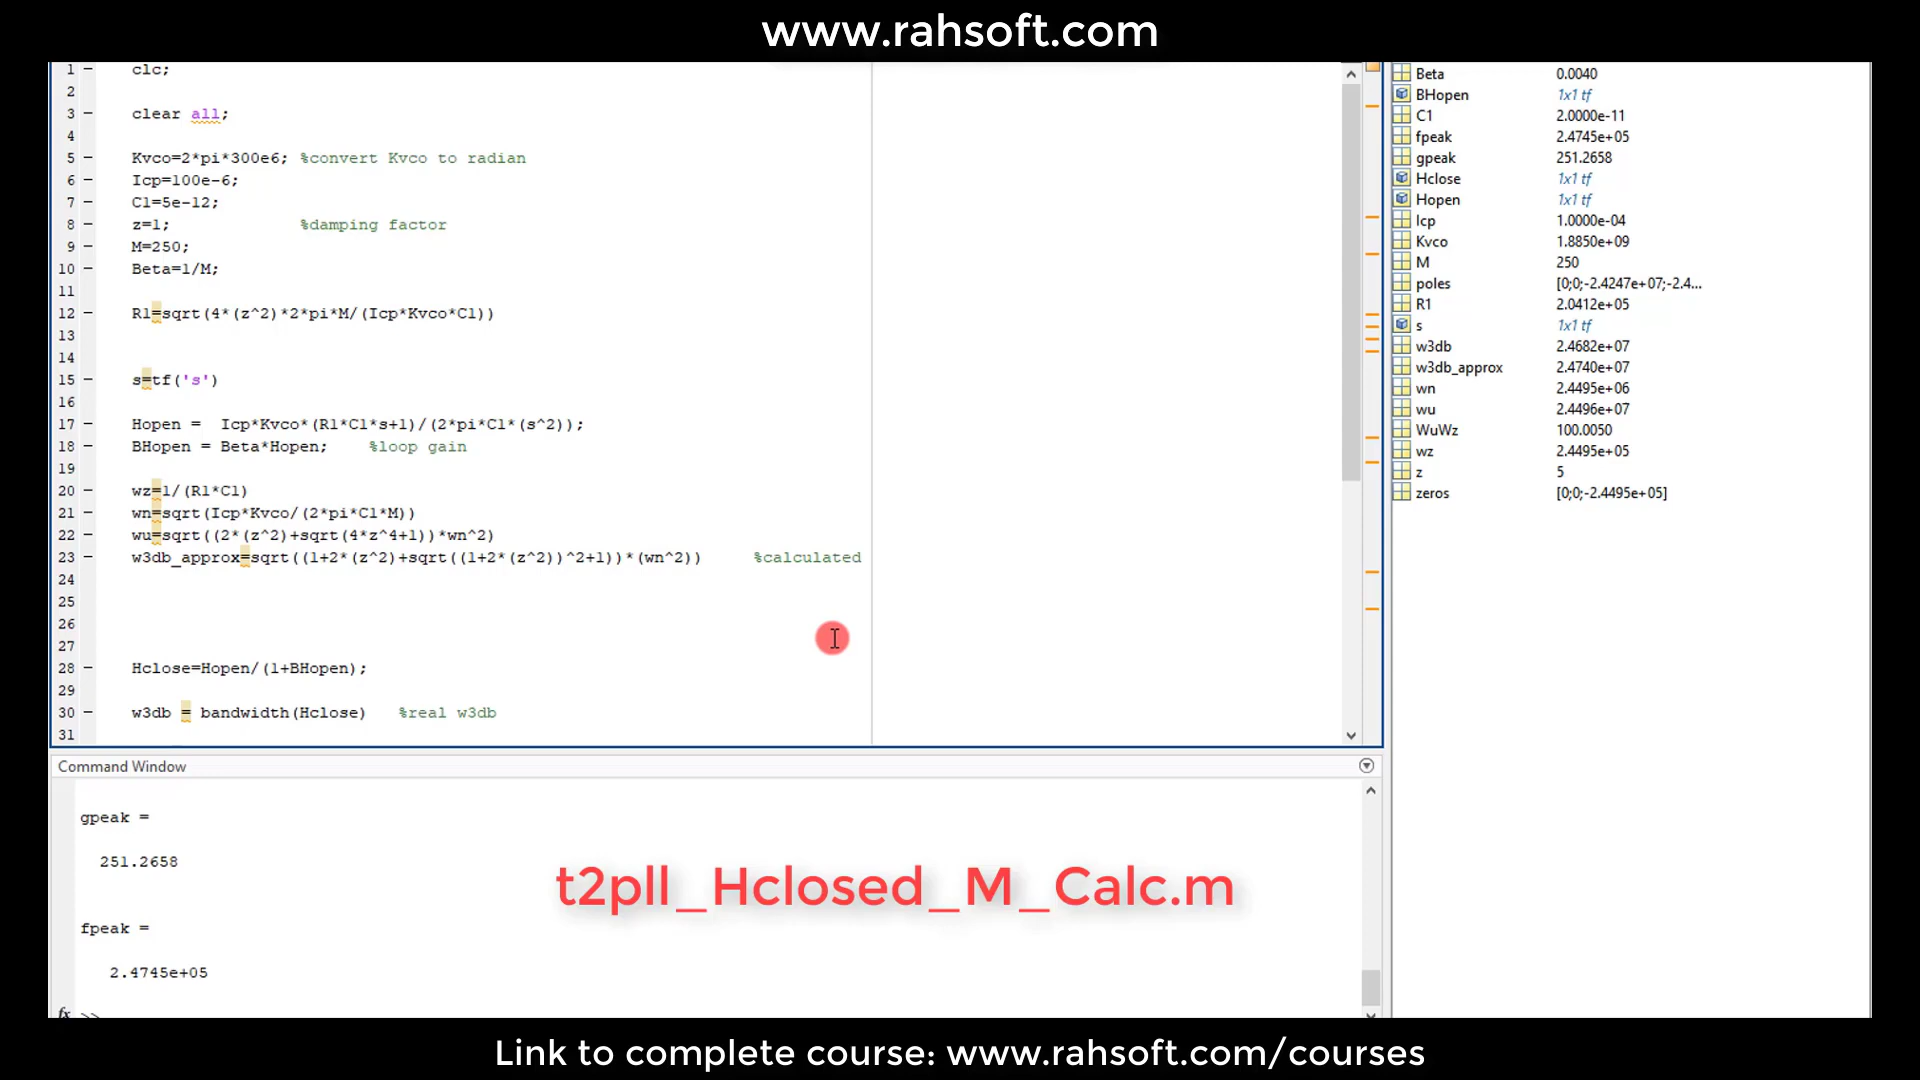 www.rahsoft.com
1 − clc;
2
3 − clear all;
4
5 − Kvco=2*pi*300e6; %convert Kvco to radian
6 − Icp=100e-6;
7 − C1=5e-12;
8 − z=1; %damping factor
9 − M=250;
10 − Beta=1/M;
11
12 − R1=sqrt(4*(z^2)*2*pi*M/(Icp*Kvco*C1))
13
14
15 − s=tf('s')
16
17 − Hopen = Icp*Kvco*(R1*C1*s+1)/(2*pi*C1*(s^2));
18 − BHopen = Beta*Hopen; %loop gain
19
20 − wz=1/(R1*C1)
21 − wn=sqrt(Icp*Kvco/(2*pi*C1*M))
22 − wu=sqrt((2*(z^2)+sqrt(4*z^4+1))*wn^2)
23 − w3db_approx=sqrt((1+2*(z^2)+sqrt((1+2*(z^2))^2+1))*(wn^2)) %calculated
24
25
26
27
28 − Hclose=Hopen/(1+BHopen);
29
30 − w3db = bandwidth(Hclose) %real w3db
31
Beta 0.0040
BHopen 1x1 tf
C1 2.0000e-11
fpeak 2.4745e+05
gpeak 251.2658
Hclose 1x1 tf
Hopen 1x1 tf
Icp 1.0000e-04
Kvco 1.8850e+09
M 250
poles [0;0;-2.4247e+07;-2.4...
R1 2.0412e+05
s 1x1 tf
w3db 2.4682e+07
w3db_approx 2.4740e+07
wn 2.4495e+06
wu 2.4496e+07
WuWz 100.0050
wz 2.4495e+05
z 5
zeros [0;0;-2.4495e+05]
Command Window
gpeak =
251.2658
fpeak =
2.4745e+05
fx >>
t2pll_Hclosed_M_Calc.m
Link to complete course: www.rahsoft.com/courses